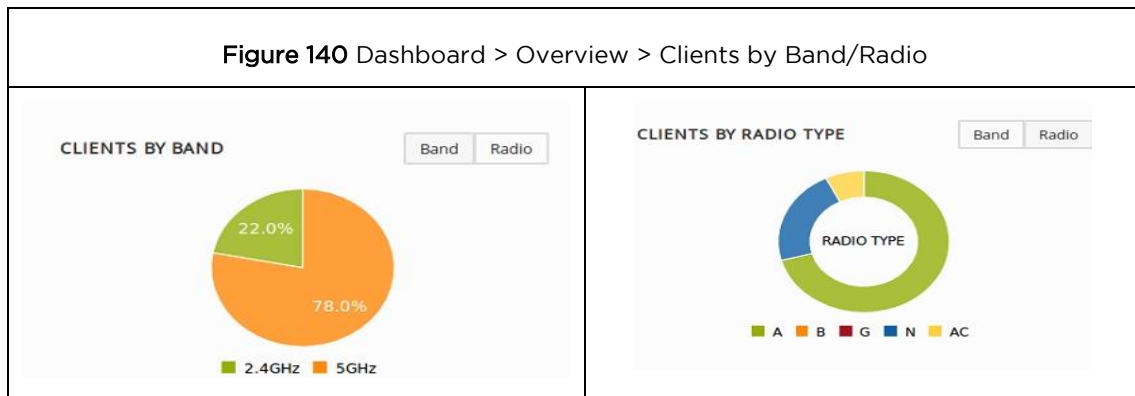 Figure 140 Dashboard > Overview > Clients by Band/Radio
CLIENTS BY BAND
Band Radio
22.0%
78.0%
2.4GHz 5GHz
CLIENTS BY RADIO TYPE
Band Radio
RADIO TYPE
A B G N AC